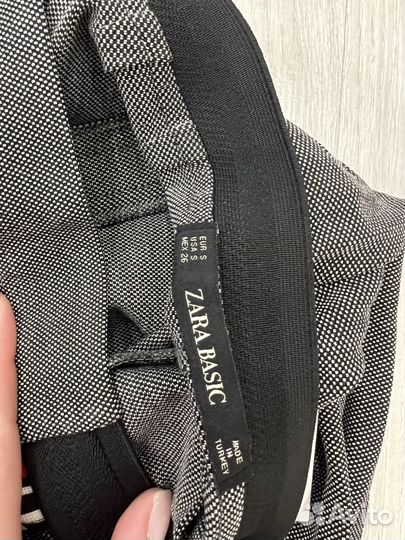 EUR S
USA S
MEX 26
ZARA BASIC
MADE
IN
TURKEY
Avito